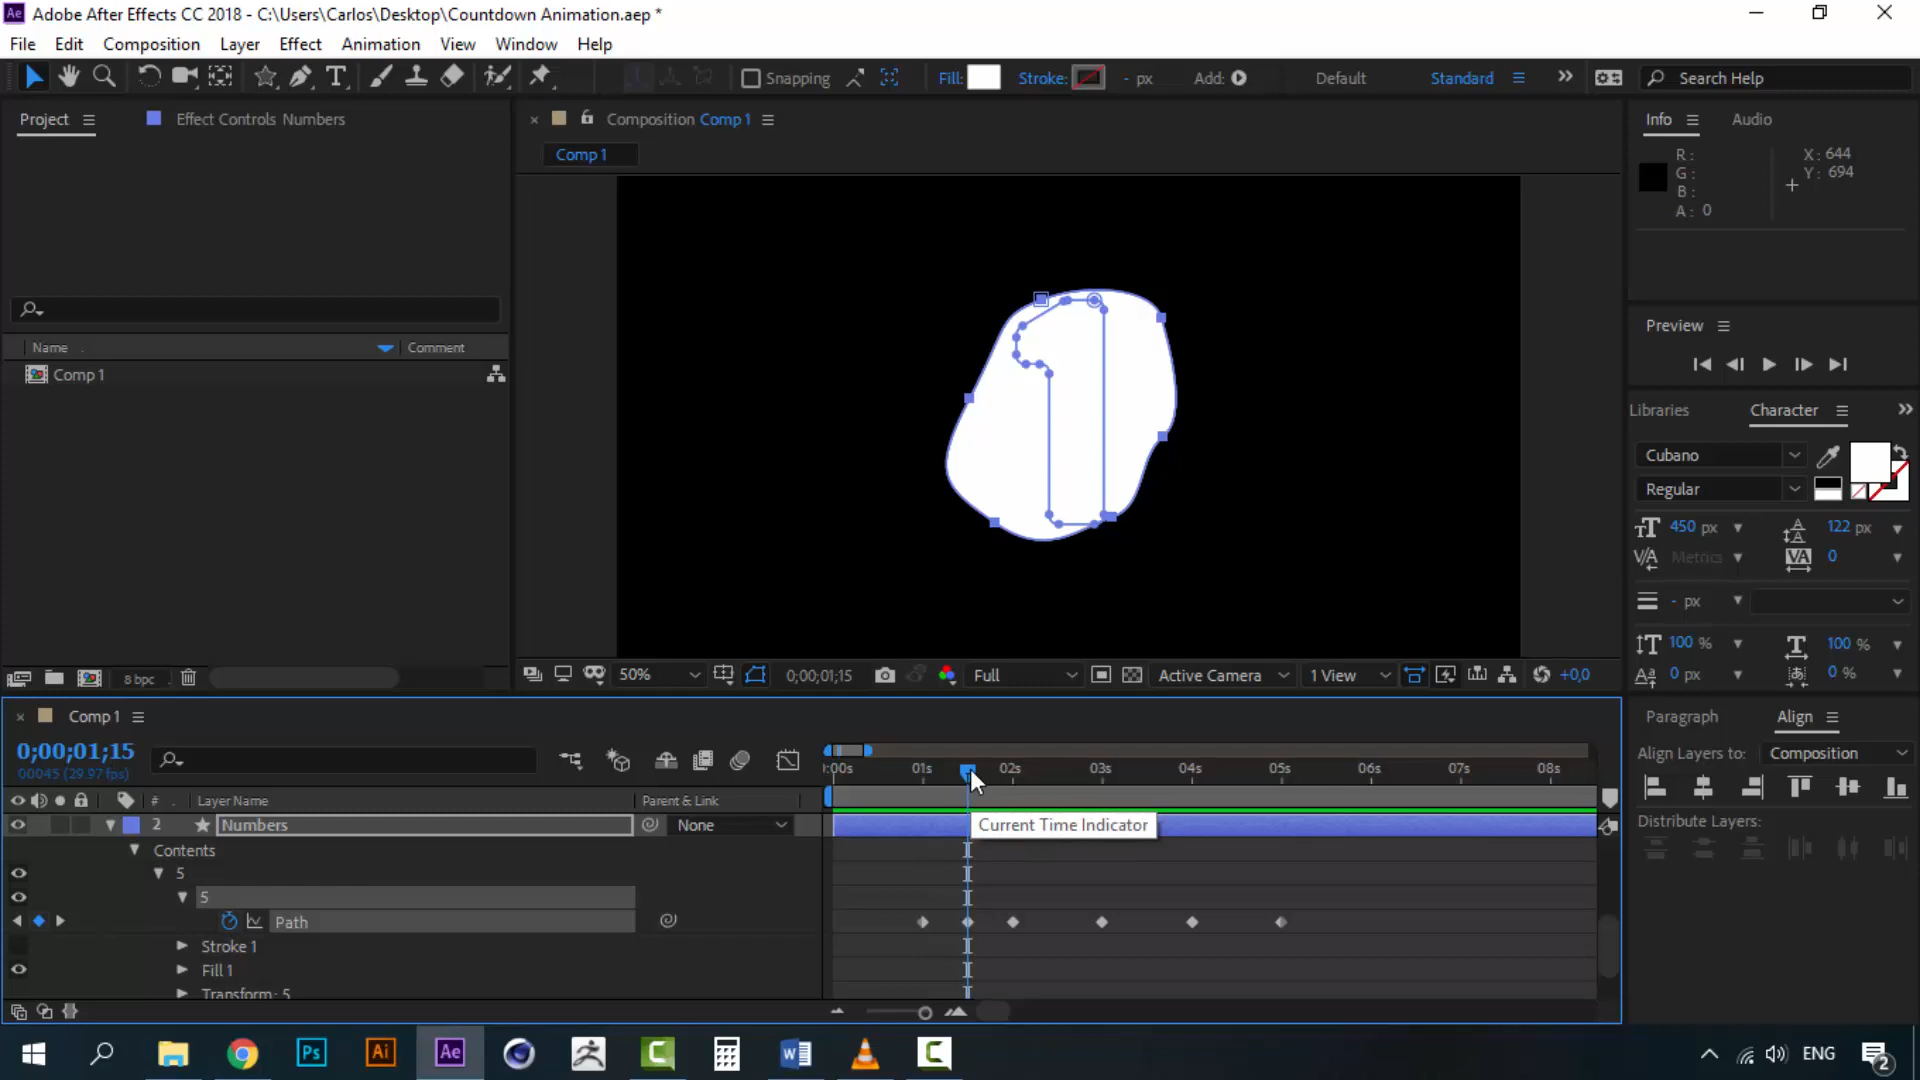 Ae Adobe After Effects CC 2018 - C:\Users\Carlos\Desktop\Countdown Animation.aep *
File Edit Composition Layer Effect Animation View Window Help
Snapping Fill: Stroke: - px Add: Default Standard Search Help
Project Effect Controls Numbers
Composition Comp 1
Info Audio
Comp 1
R: X: 644
G: Y: 694
B:
A: 0
Preview
Name Comment
Comp 1
Libraries Character
Cubano
Regular
450 px 122 px
Metrics 0
- px
100 % 100 %
0 px 0 %
8 bpc
50% 0;00;01;15 Full Active Camera 1 View +0,0
Comp 1
Paragraph Align
0;00;01;15
00045 (29.97 fps)
Align Layers to: Composition
:00s 01s 02s 03s 04s 05s 06s 07s 08s
# Layer Name Parent & Link
2 Numbers None
Current Time Indicator
Distribute Layers:
Contents
5
5
Path
Stroke 1
Fill 1
Transform: 5
Ps Ai Ae W ENG 2